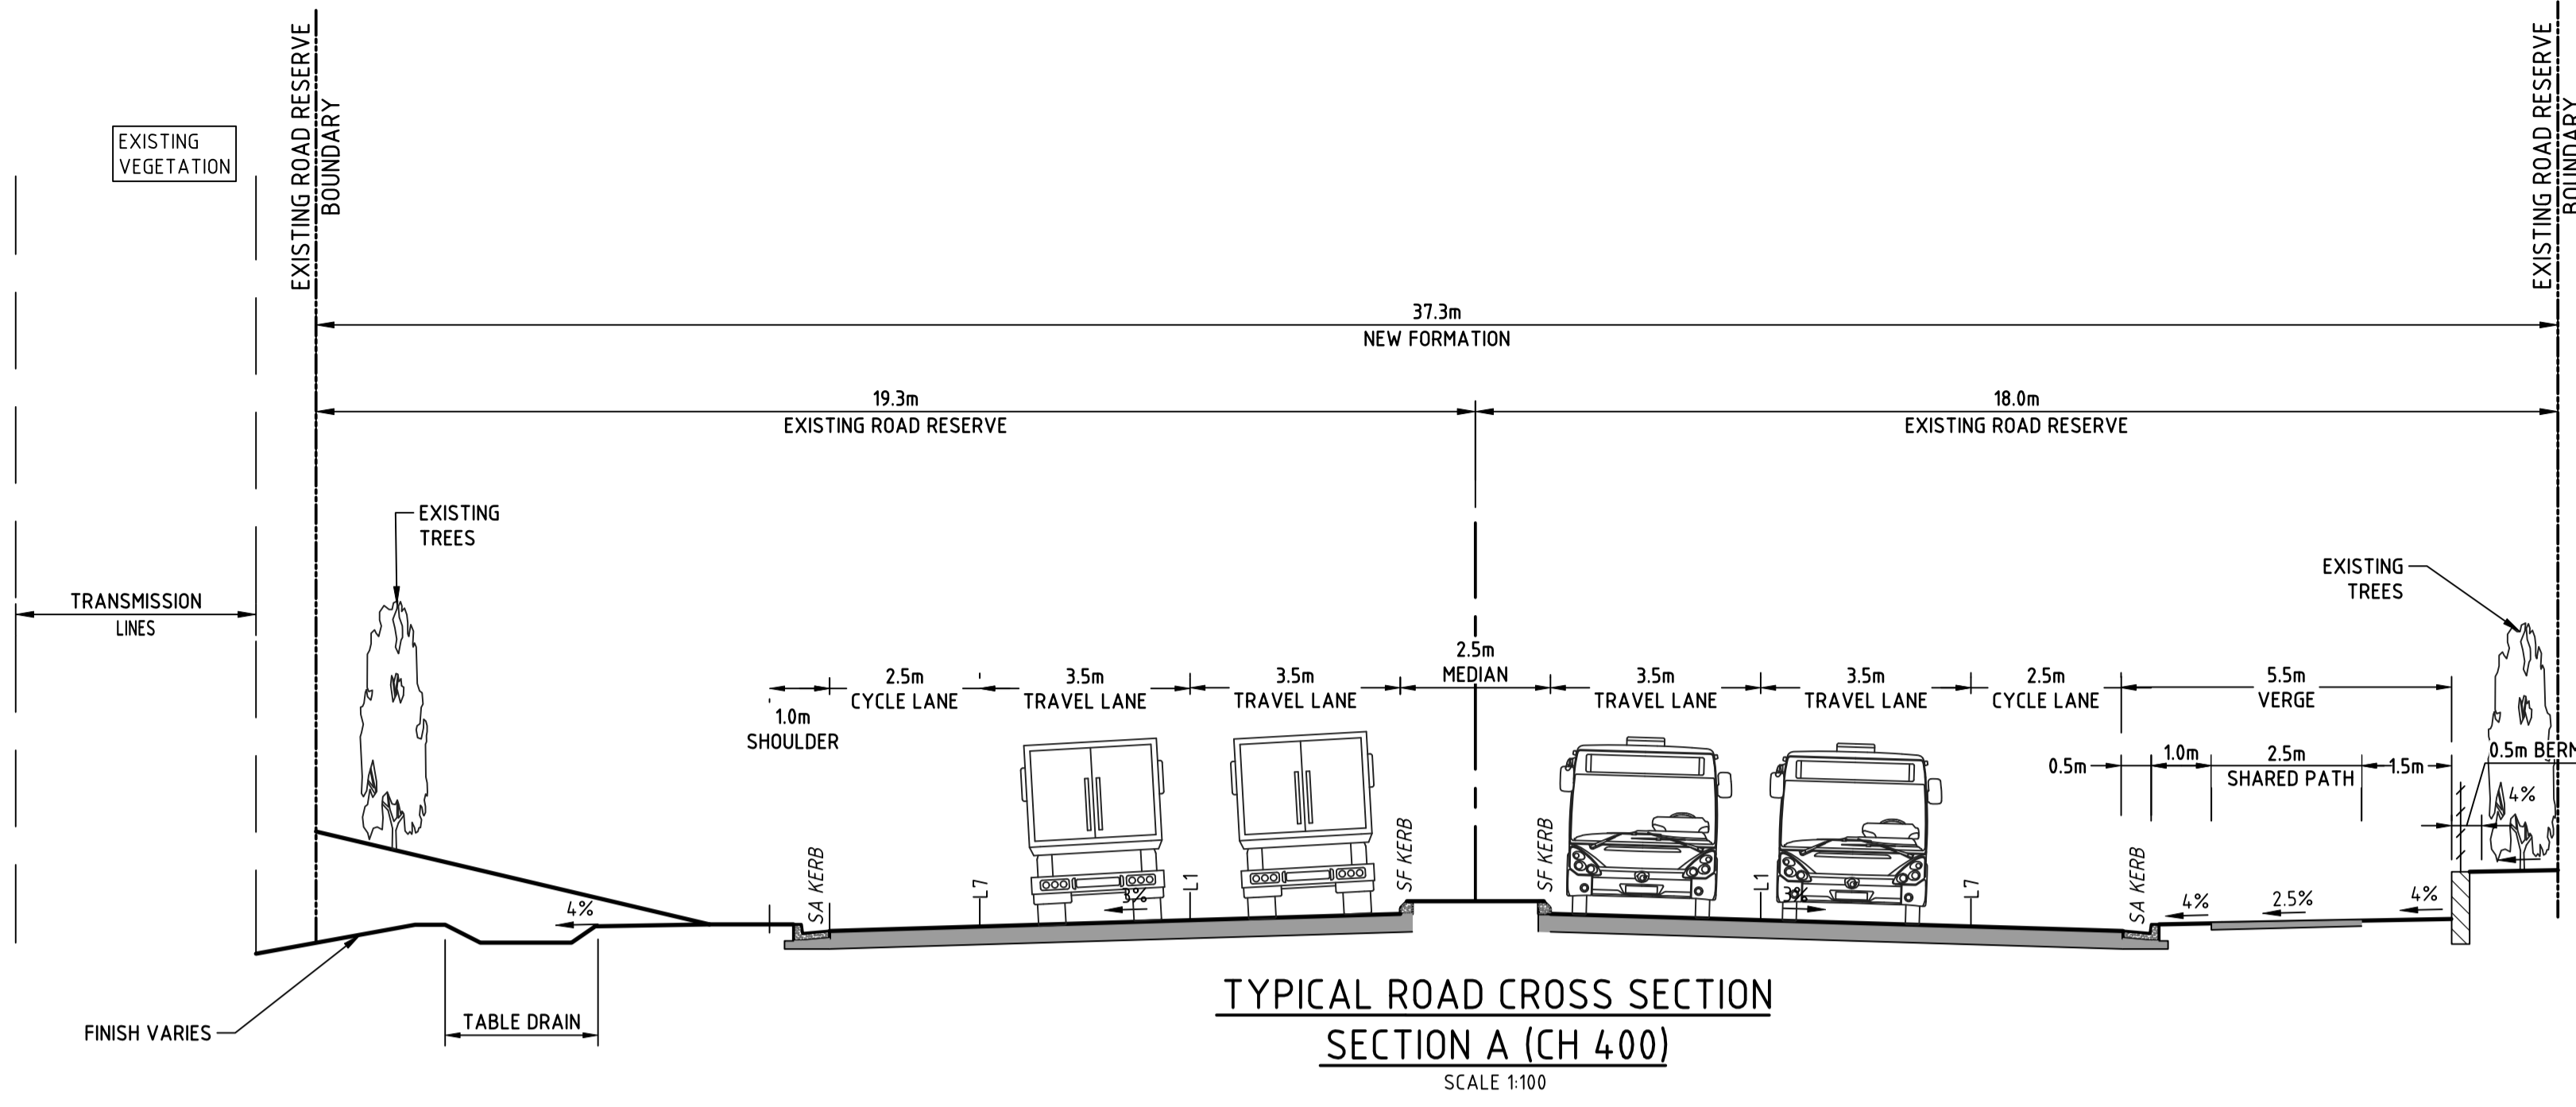 EXISTING ROAD RESERVE
BOUNDARY
EXISTING ROAD RESERVE
BOUNDARY
EXISTING
VEGETATION
37.3m
NEW FORMATION
19.3m
EXISTING ROAD RESERVE
18.0m
EXISTING ROAD RESERVE
EXISTING
TREES
EXISTING
TREES
TRANSMISSION
LINES
1.0m
SHOULDER
2.5m
CYCLE LANE
3.5m
TRAVEL LANE
3.5m
TRAVEL LANE
2.5m
MEDIAN
3.5m
TRAVEL LANE
3.5m
TRAVEL LANE
2.5m
CYCLE LANE
5.5m
VERGE
0.5m
1.0m
2.5m
SHARED PATH
1.5m
0.5m BERM
4%
SA KERB
L7
L1
SF KERB
SF KERB
L1
L7
SA KERB
4%
3%
3%
4%
2.5%
4%
FINISH VARIES
TABLE DRAIN
TYPICAL ROAD CROSS SECTION
SECTION A (CH 400)
SCALE 1:100